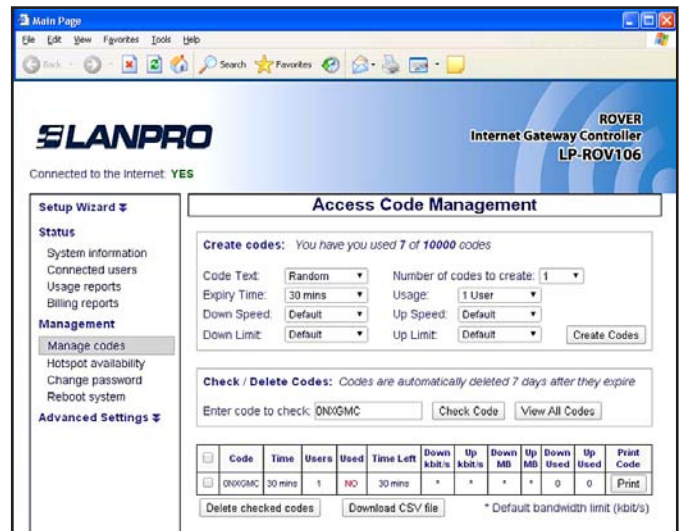 Main Page
File Edit View Favorites Tools Help
Back Search Favorites
LANPRO
ROVER
Internet Gateway Controller
LP-ROV106
Connected to the Internet: YES
Setup Wizard
Status
System information
Connected users
Usage reports
Billing reports
Management
Manage codes
Hotspot availability
Change password
Reboot system
Advanced Settings
Access Code Management
Create codes: You have you used 7 of 10000 codes
Code Text: Random Number of codes to create: 1
Expiry Time: 30 mins Usage: 1 User
Down Speed: Default Up Speed: Default
Down Limit: Default Up Limit: Default Create Codes
Check / Delete Codes: Codes are automatically deleted 7 days after they expire
Enter code to check: 0NXGMC Check Code View All Codes
Code Time Users Used Time Left Down kbit/s Up kbit/s Down MB Up MB Down Used Up Used Print Code
0NXGMC 30 mins 1 NO 30 mins * * * * 0 0 Print
Delete checked codes Download CSV file * Default bandwidth limit (kbit/s)